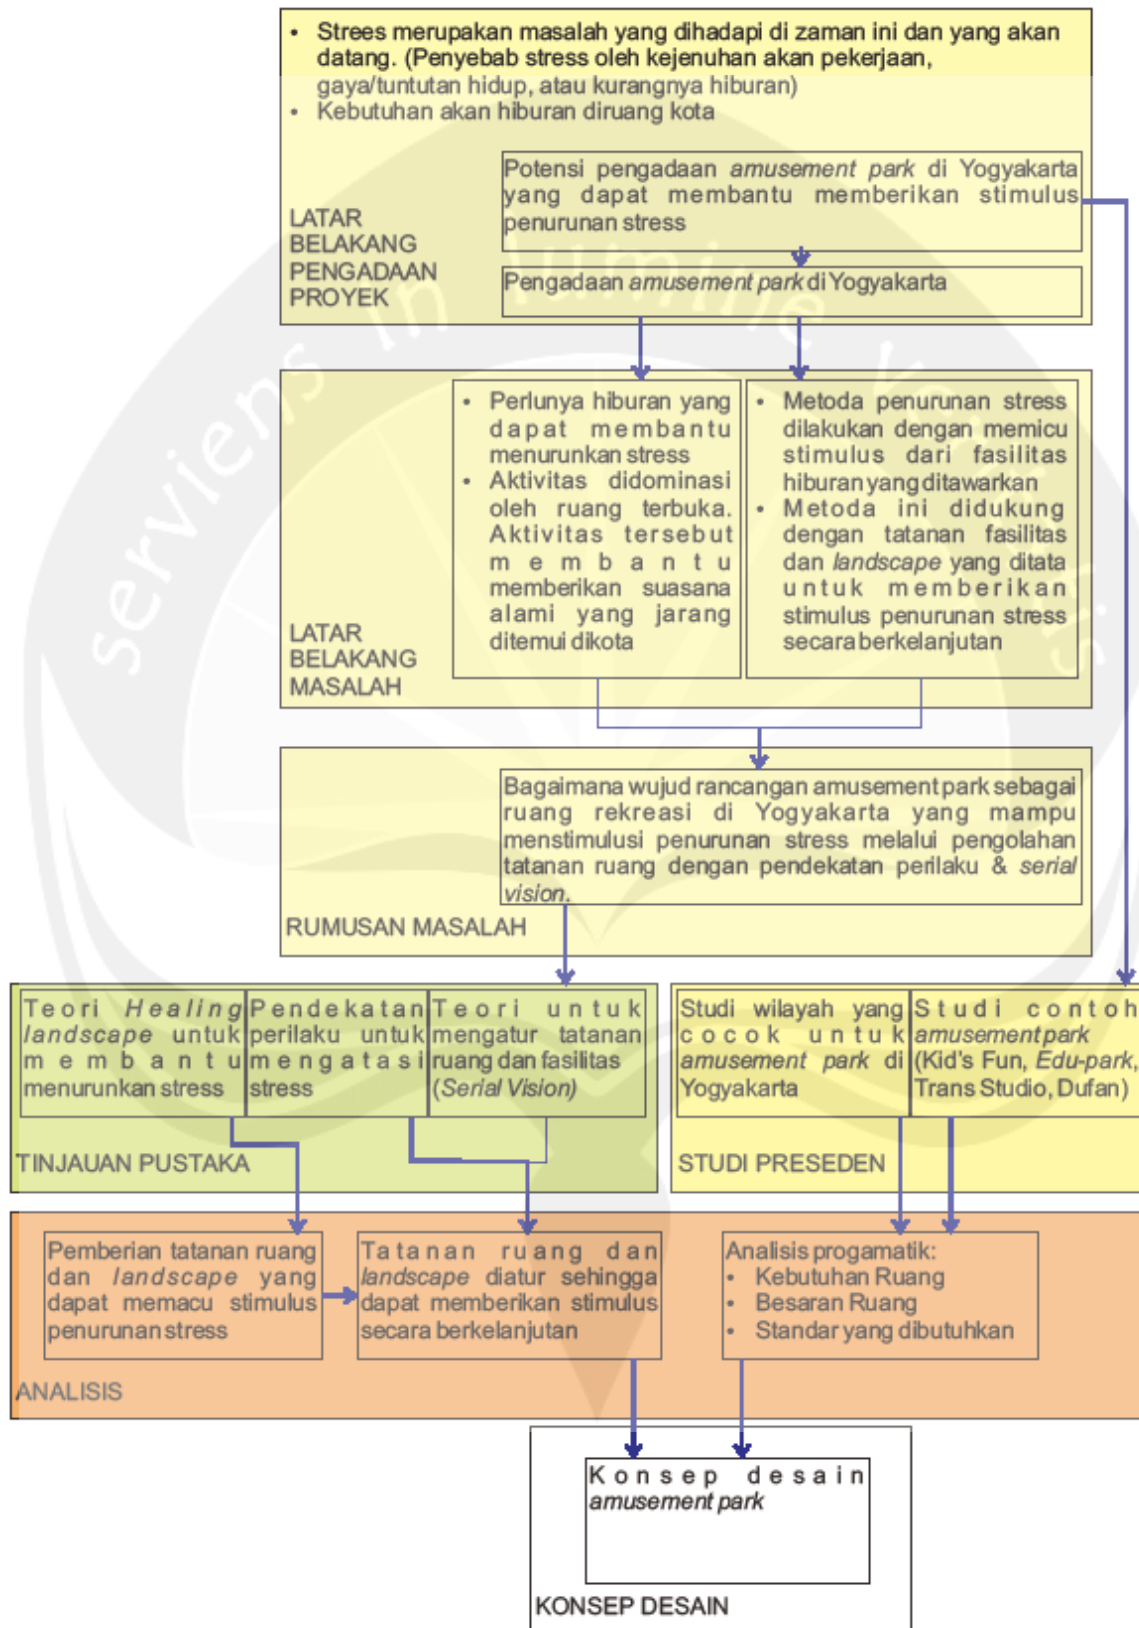 • Strees merupakan masalah yang dihadapi di zaman ini dan yang akan
datang. (Penyebab stress oleh kejenuhan akan pekerjaan,
gaya/tuntutan hidup, atau kurangnya hiburan)
• Kebutuhan akan hiburan diruang kota
Potensi pengadaan amusement park di Yogyakarta
yang dapat membantu memberikan stimulus
penurunan stress
LATAR
BELAKANG
PENGADAAN
PROYEK
Pengadaan amusement park di Yogyakarta
• Perlunya hiburan yang
dapat membantu
menurunkan stress
• Aktivitas didominasi
oleh ruang terbuka.
Aktivitas tersebut
membantu
memberikan suasana
alami yang jarang
ditemui dikota
• Metoda penurunan stress
dilakukan dengan memicu
stimulus dari fasilitas
hiburan yang ditawarkan
• Metoda ini didukung
dengan tatanan fasilitas
dan landscape yang ditata
untuk memberikan
stimulus penurunan stress
secara berkelanjutan
LATAR
BELAKANG
MASALAH
Bagaimana wujud rancangan amusement park sebagai
ruang rekreasi di Yogyakarta yang mampu
menstimulusi penurunan stress melalui pengolahan
tatanan ruang dengan pendekatan perilaku & serial
vision.
RUMUSAN MASALAH
Teori Healing
landscape untuk
membantu
menurunkan stress
Pendekatan
perilaku untuk
mengatasi
stress
Teori untuk
mengatur tatanan
ruang dan fasilitas
(Serial Vision)
TINJAUAN PUSTAKA
Studi wilayah yang
cocok untuk
amusement park di
Yogyakarta
Studi contoh
amusement park
(Kid's Fun, Edu-park,
Trans Studio, Dufan)
STUDI PRESEDEN
Pemberian tatanan ruang
dan landscape yang
dapat memacu stimulus
penurunan stress
Tatanan ruang dan
landscape diatur sehingga
dapat memberikan stimulus
secara berkelanjutan
Analisis progamatik:
• Kebutuhan Ruang
• Besaran Ruang
• Standar yang dibutuhkan
ANALISIS
Konsep desain
amusement park
KONSEP DESAIN
serviens in lumine veritatis